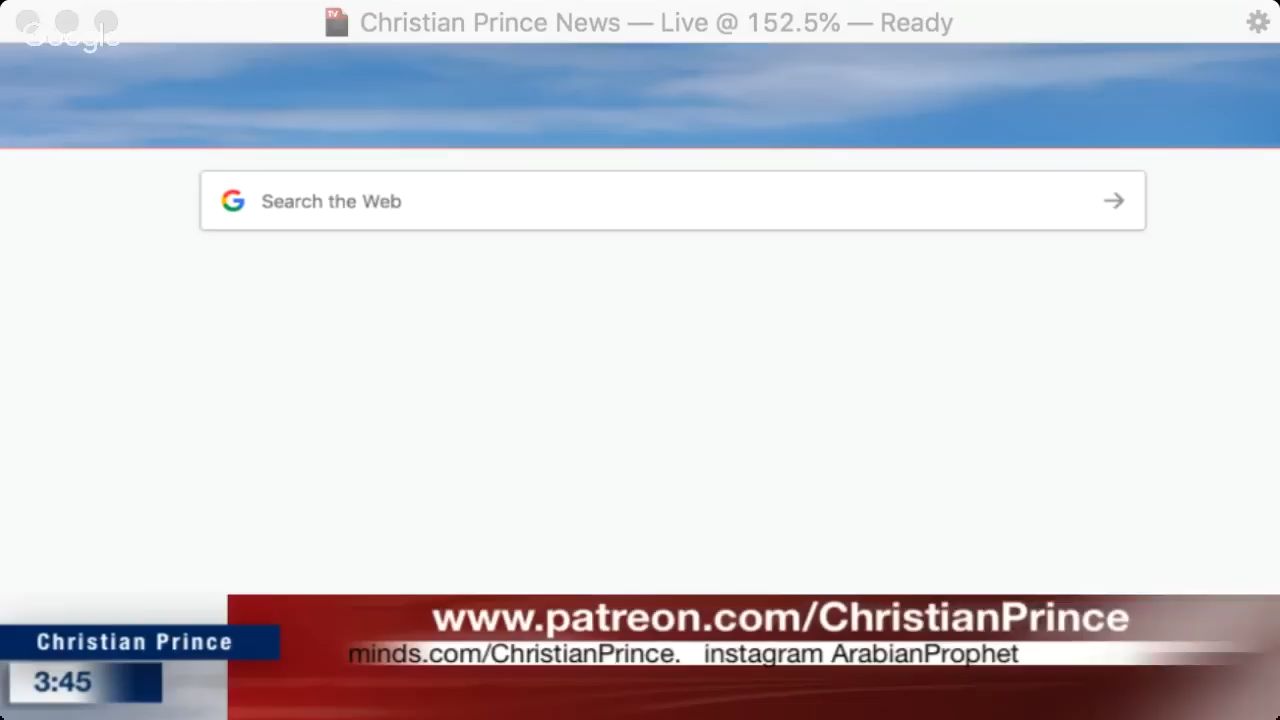 Christian Prince News — Live @ 152.5% — Ready
Google
Search the Web
www.patreon.com/ChristianPrince
Christian Prince
minds.com/ChristianPrince. instagram ArabianProphet
3:45